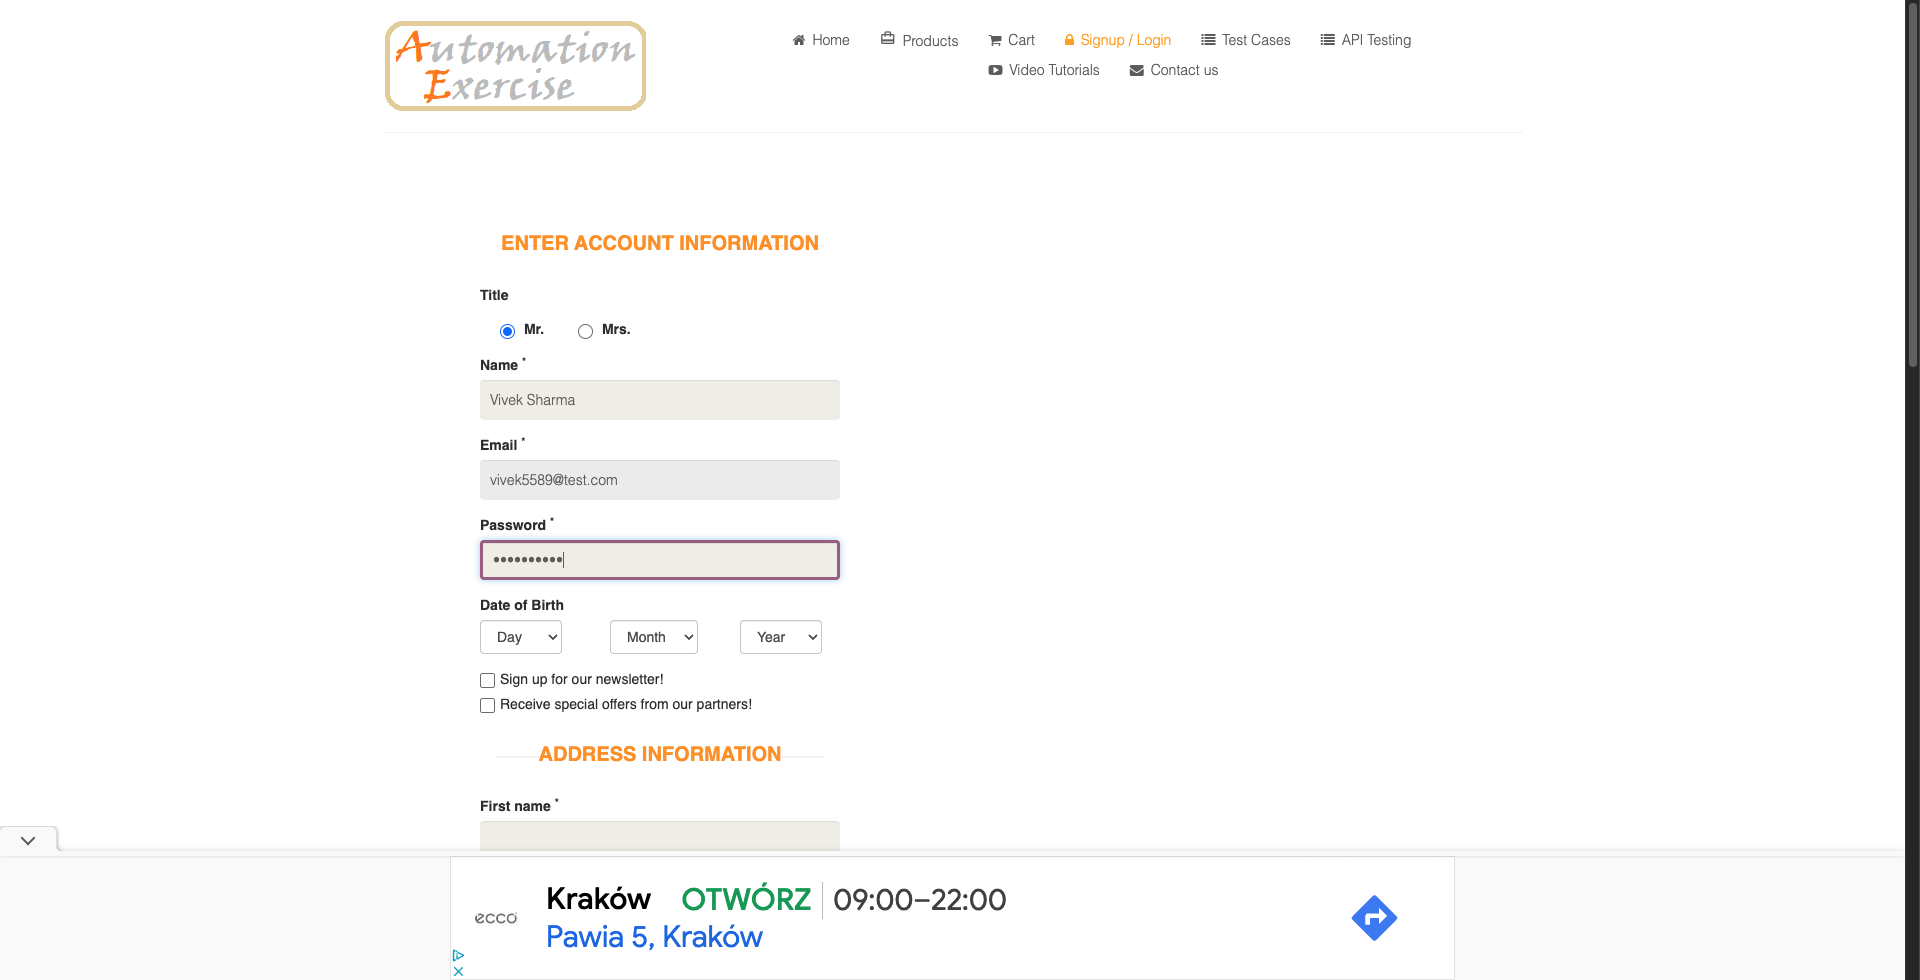 Automation
Exercise
Home
Products
Cart
Signup / Login
Test Cases
API Testing
Video Tutorials
Contact us
ENTER ACCOUNT INFORMATION
Title
Mr.
Mrs.
Name *
Vivek Sharma
Email *
vivek5589@test.com
Password *
••••••••••
Date of Birth
Day
Month
Year
Sign up for our newsletter!
Receive special offers from our partners!
ADDRESS INFORMATION
First name *
ecco
Kraków OTWÓRZ 09:00–22:00
Pawia 5, Kraków